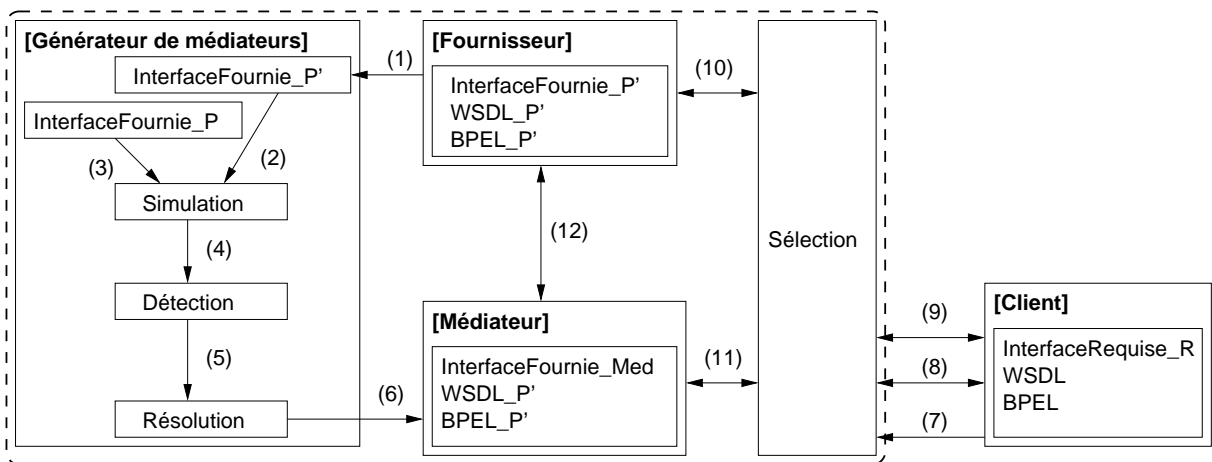 [Générateur de médiateurs]
InterfaceFournie_P’
InterfaceFournie_P
(3)
(2)
Simulation
(4)
Détection
(5)
Résolution
(1)
(6)
[Fournisseur]
InterfaceFournie_P’
WSDL_P’
BPEL_P’
(10)
(12)
[Médiateur]
InterfaceFournie_Med
WSDL_P’
BPEL_P’
(11)
Sélection
(9)
(8)
(7)
[Client]
InterfaceRequise_R
WSDL
BPEL